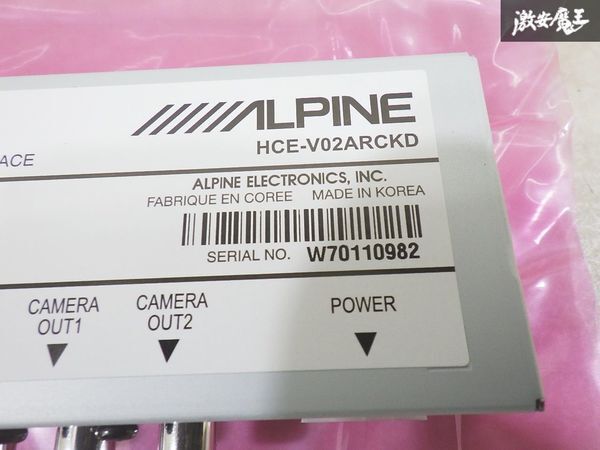 激安魔王
ALPINE
HCE-V02ARCKD
ACE
ALPINE ELECTRONICS, INC.
FABRIQUE EN COREE MADE IN KOREA
SERIAL NO. W70110982
CAMERA OUT1
CAMERA OUT2
POWER